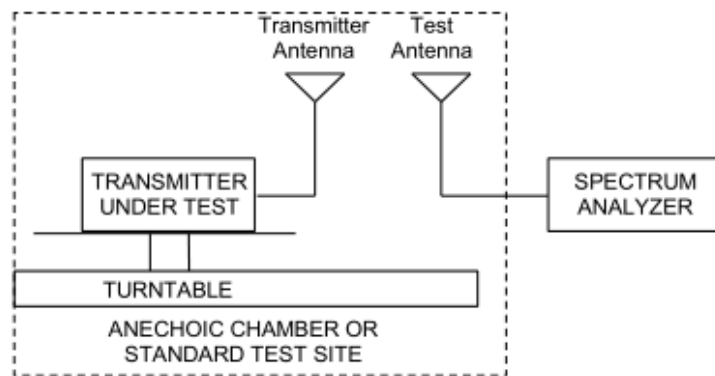 Transmitter
Antenna
Test
Antenna
TRANSMITTER
UNDER TEST
SPECTRUM
ANALYZER
TURNTABLE
ANECHOIC CHAMBER OR
STANDARD TEST SITE